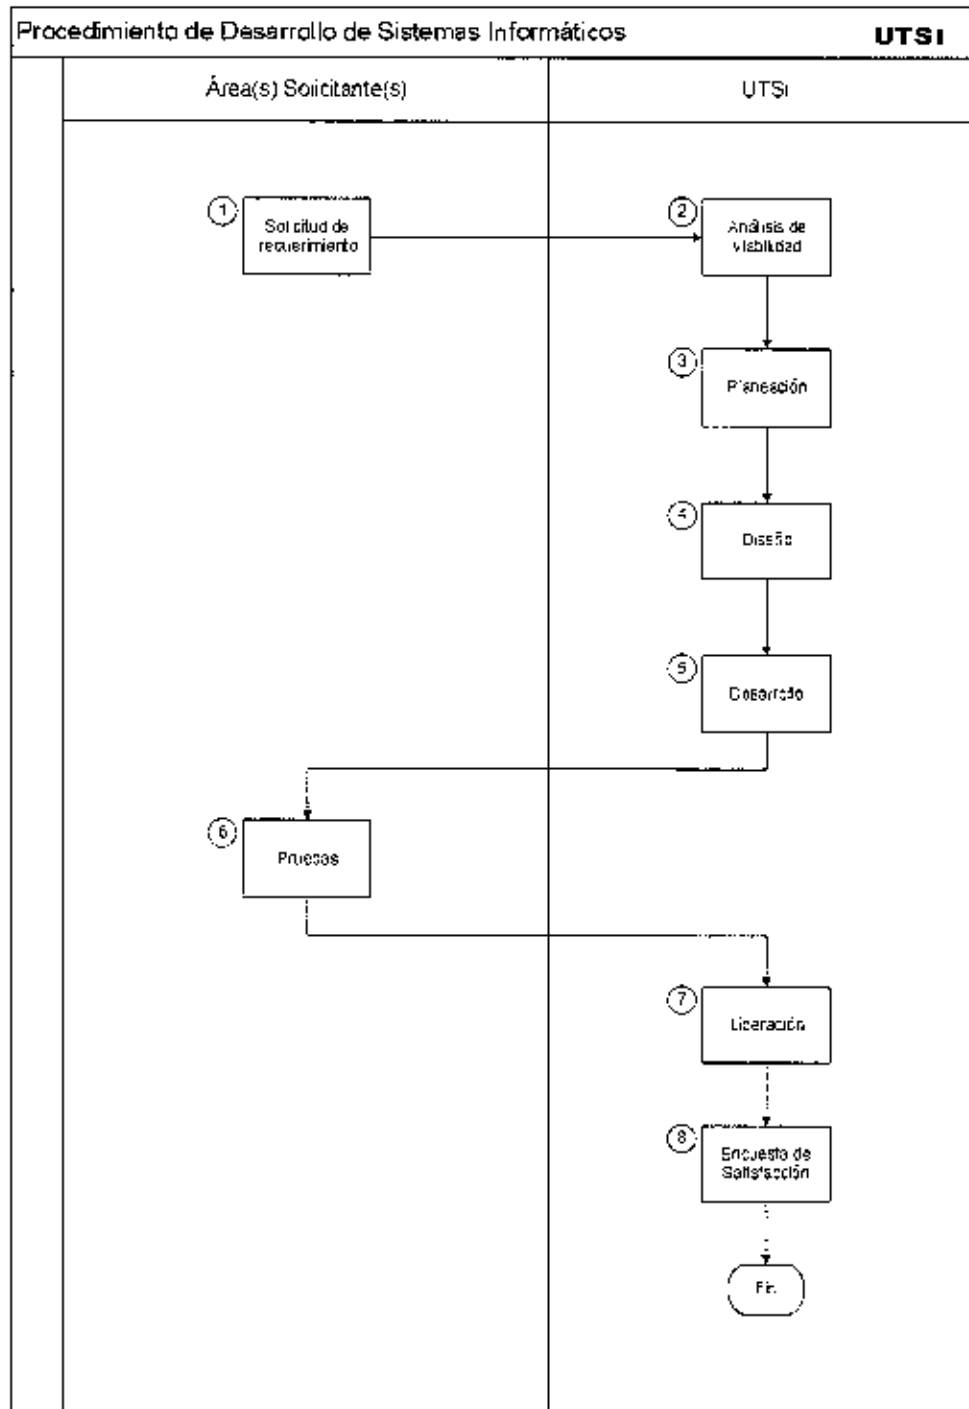 Procedimiento de Desarrollo de Sistemas Informáticos
UTSI
Área(s) Solicitante(s)
UTSI
1
Solicitud de
requerimiento
2
Análisis de
viabilidad
3
Planeación
4
Diseño
5
Desarrollo
6
Pruebas
7
Liberación
8
Encuesta de
Satisfacción
Fin